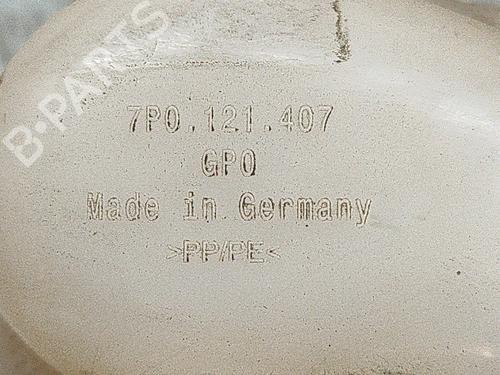 B-PARTS
7P0.121.407
GPO
Made in Germany
>PP/PE<